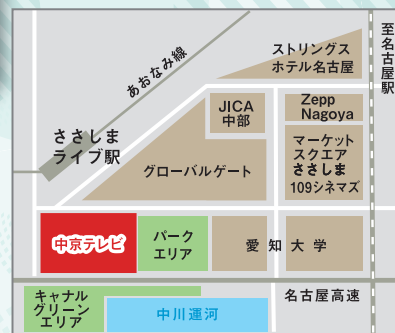 ストリングス
ホテル名古屋
至名古屋駅
あおなみ線
JICA
中部
Zepp
Nagoya
ささしま
ライブ駅
グローバルゲート
マーケット
スクエア
ささしま
109シネマズ
中京テレビ
パーク
エリア
愛知大学
キャナル
グリーン
エリア
中川運河
名古屋高速